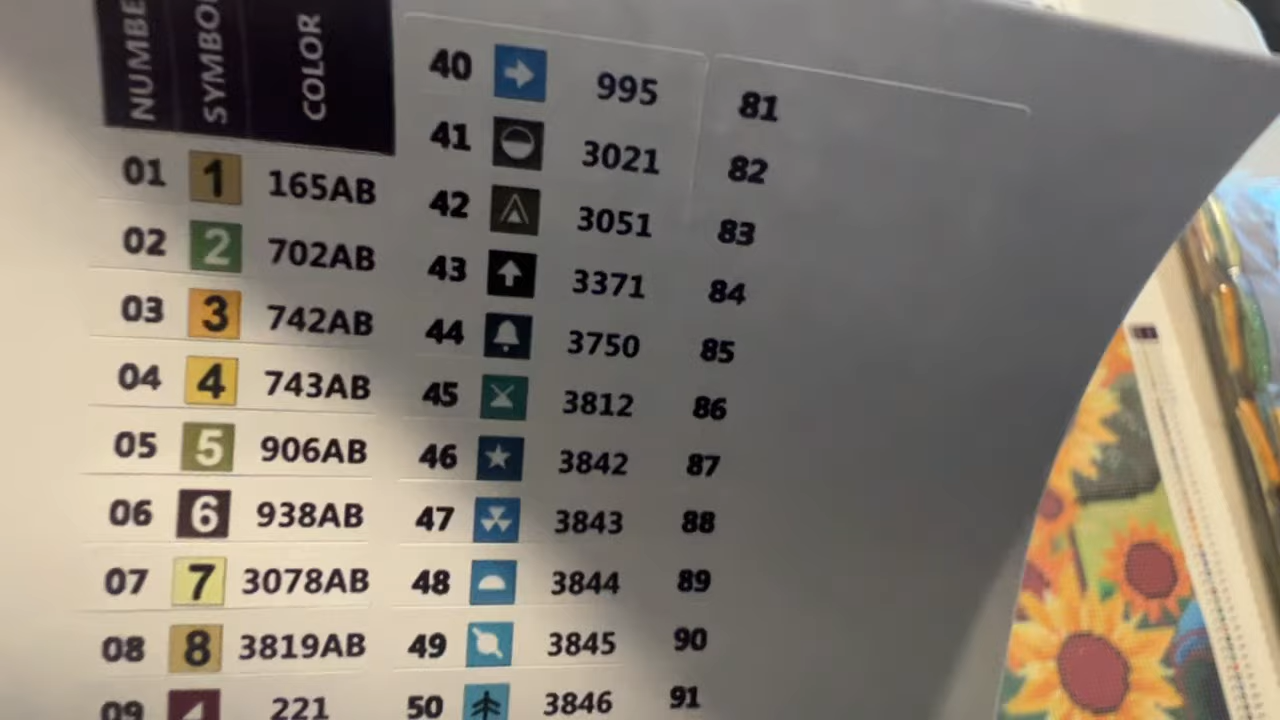 NUMBE SYMBO COLOR
40 995 81
41 3021 82
01 1 165AB 42 3051 83
02 2 702AB 43 3371 84
03 3 742AB 44 3750 85
04 4 743AB 45 3812 86
05 5 906AB 46 3842 87
06 6 938AB 47 3843 88
07 7 3078AB 48 3844 89
08 8 3819AB 49 3845 90
09 221 50 3846 91